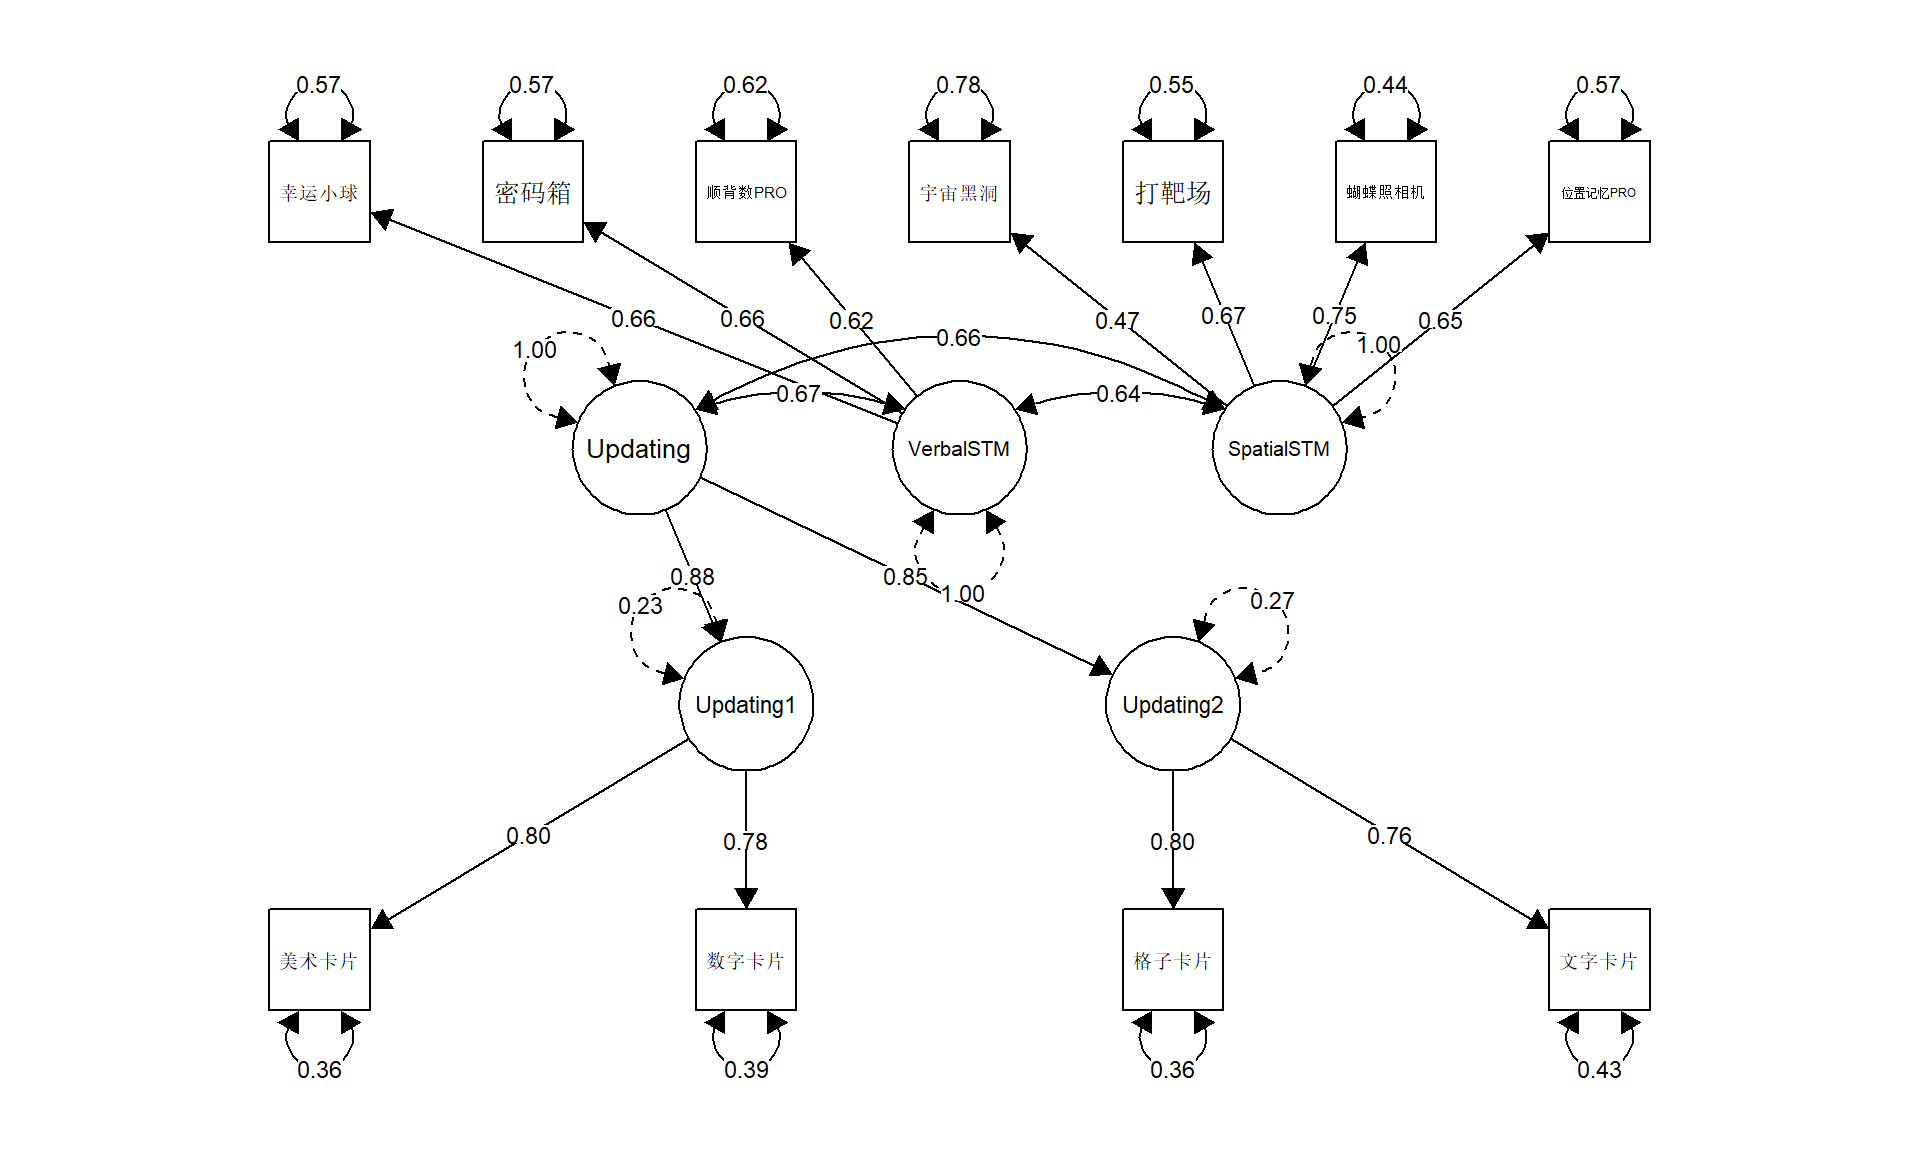 0.57
0.57
0.62
0.78
0.55
0.44
0.57
幸运小球
密码箱
顺背数PRO
宇宙黑洞
打靶场
蝴蝶照相机
位置记忆PRO
0.66
0.66
0.62
0.47
0.67
0.75
0.65
0.66
1.00
1.00
0.67
0.64
Updating
VerbalSTM
SpatialSTM
0.88
0.85
1.00
0.23
0.27
Updating1
Updating2
0.80
0.78
0.80
0.76
美术卡片
数字卡片
格子卡片
文字卡片
0.36
0.39
0.36
0.43